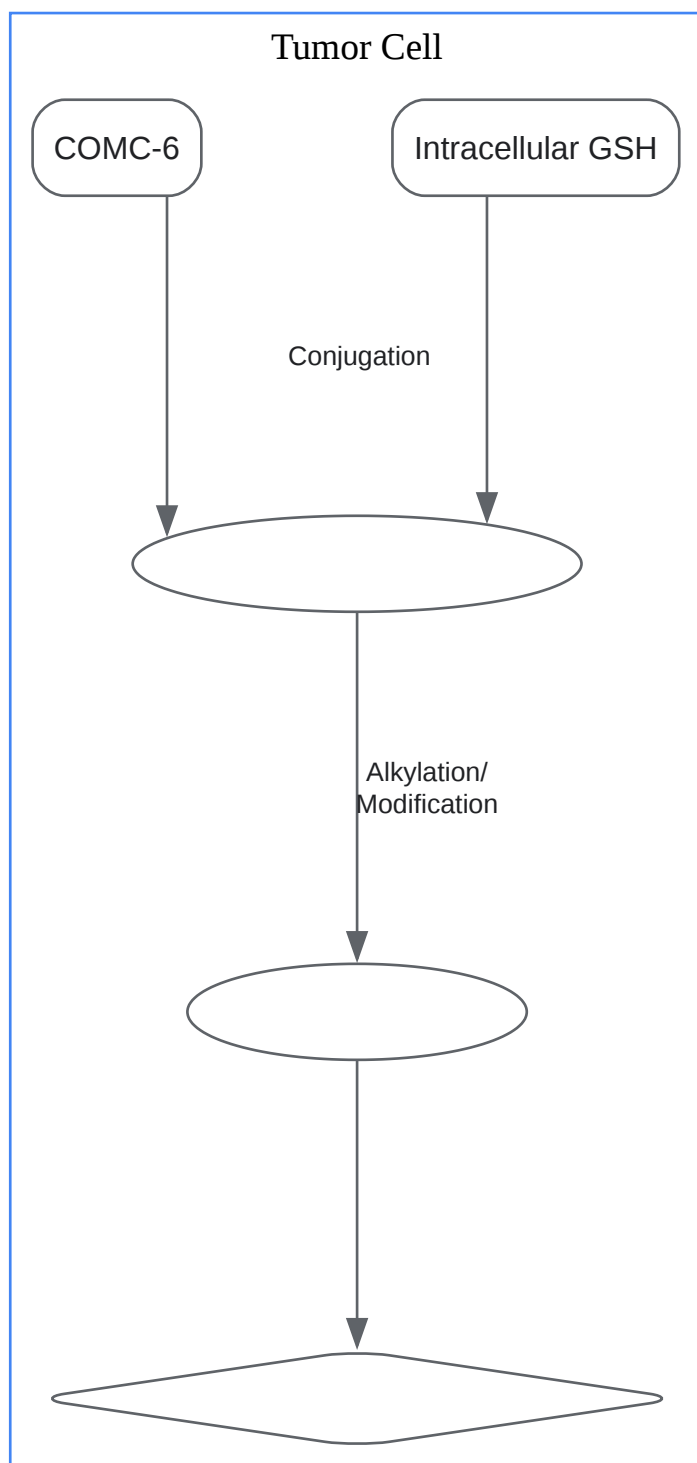 Tumor Cell
COMC-6
Intracellular GSH
Conjugation
Alkylation/
Modification